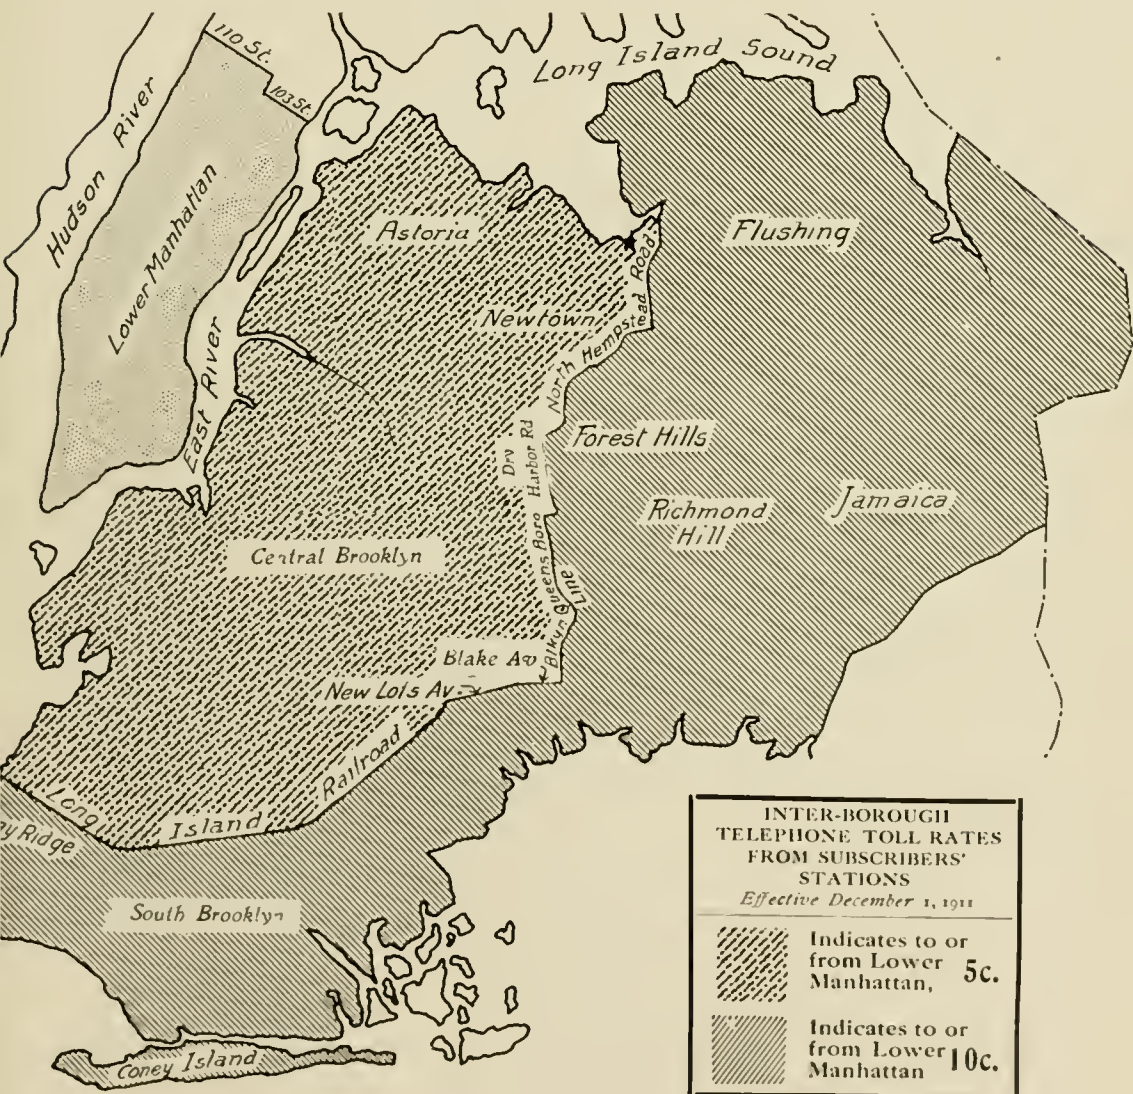 110 St.
103 St.
Long Island Sound
Hudson River
Lower Manhattan
East River
Astoria
Flushing
Newtown
North Hempstead Road
Forest Hills
Dry
Harbor Rd
Richmond
Hill
Jamaica
Central Brooklyn
Bklyn & Queens Boro
Line
Blake Av
New Lots Av
Long Island Railroad
ay Ridge
South Brooklyn
Coney Island
INTER-BOROUGH
TELEPHONE TOLL RATES
FROM SUBSCRIBERS'
STATIONS
Effective December 1, 1911
Indicates to or
from Lower 5c.
Manhattan,
Indicates to or
from Lower 10c.
Manhattan